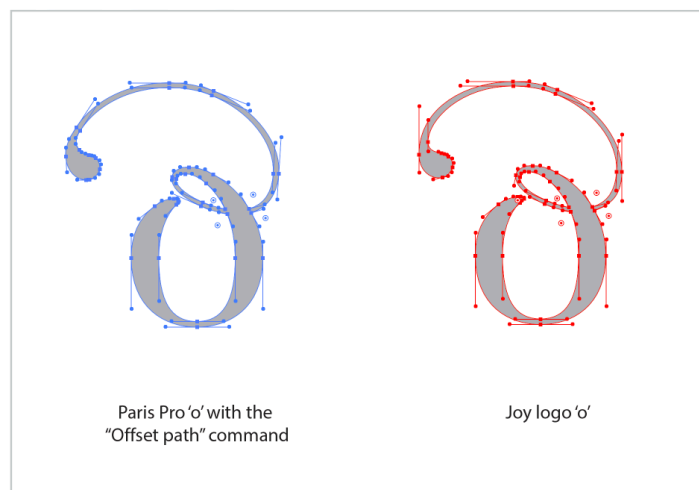 Paris Pro ‘o’ with the
“Offset path” command
Joy logo ‘o’